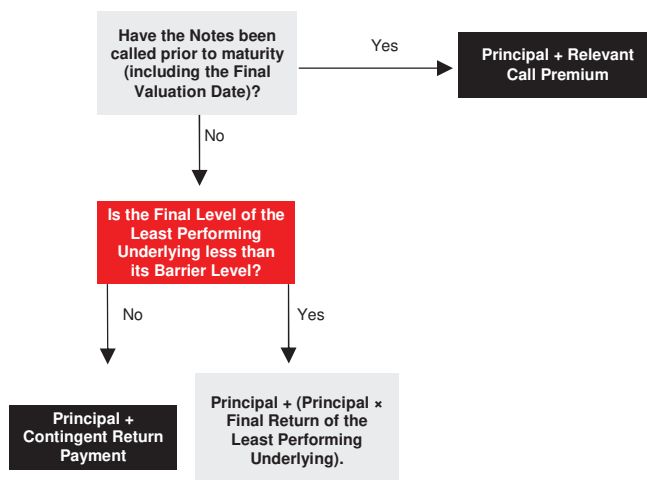 Have the Notes been
called prior to maturity
(including the Final
Valuation Date)?
Yes
Principal + Relevant
Call Premium
No
Is the Final Level of the
Least Performing
Underlying less than
its Barrier Level?
No
Yes
Principal +
Contingent Return
Payment
Principal + (Principal ×
Final Return of the
Least Performing
Underlying).